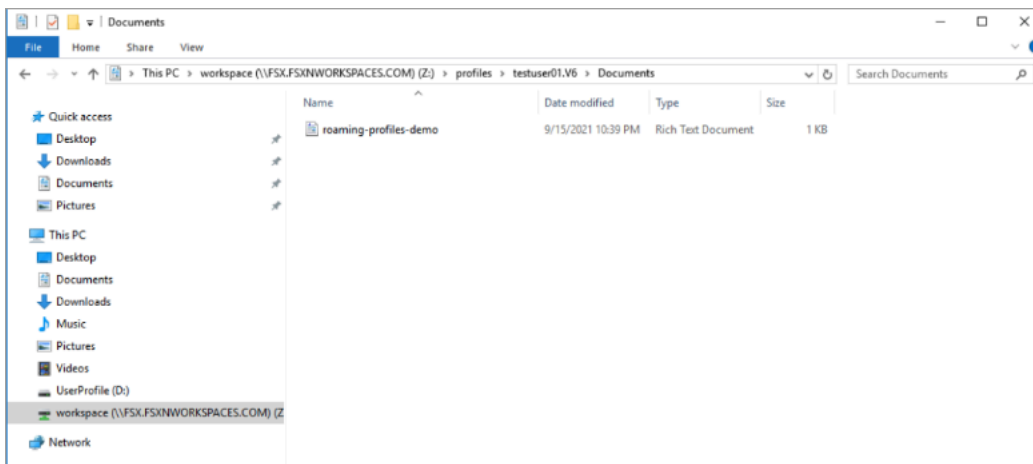 Documents
File Home Share View
This PC > workspace (\\FSX.FSXNWORKSPACES.COM) (Z:) > profiles > testuser01.V6 > Documents
Search Documents
Name Date modified Type Size
roaming-profiles-demo 9/15/2021 10:39 PM Rich Text Document 1 KB
Quick access
Desktop
Downloads
Documents
Pictures
This PC
Desktop
Documents
Downloads
Music
Pictures
Videos
UserProfile (D:)
workspace (\\FSX.FSXNWORKSPACES.COM) (Z
Network